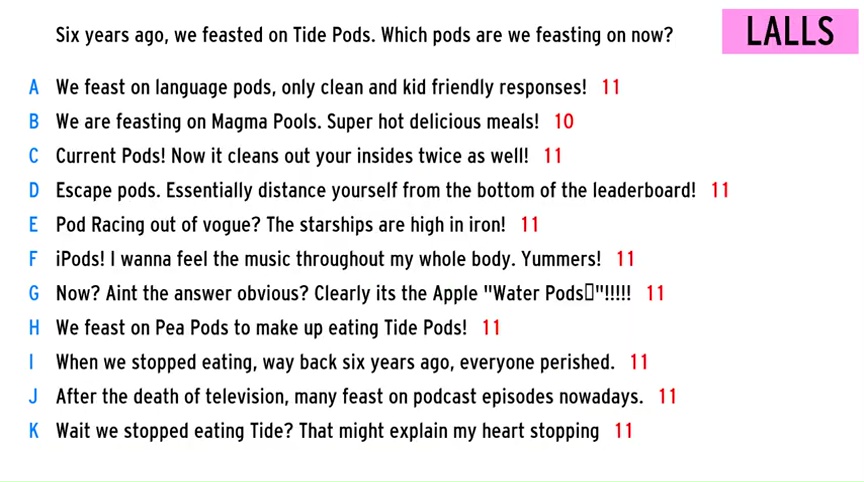 LALLS
Six years ago, we feasted on Tide Pods. Which pods are we feasting on now?
A We feast on language pods, only clean and kid friendly responses! 11
B We are feasting on Magma Pools. Super hot delicious meals! 10
C Current Pods! Now it cleans out your insides twice as well! 11
D Escape pods. Essentially distance yourself from the bottom of the leaderboard! 11
E Pod Racing out of vogue? The starships are high in iron! 11
F iPods! I wanna feel the music throughout my whole body. Yummers! 11
G Now? Aint the answer obvious? Clearly its the Apple "Water Pods▯"!!!!! 11
H We feast on Pea Pods to make up eating Tide Pods! 11
I When we stopped eating, way back six years ago, everyone perished. 11
J After the death of television, many feast on podcast episodes nowadays. 11
K Wait we stopped eating Tide? That might explain my heart stopping 11